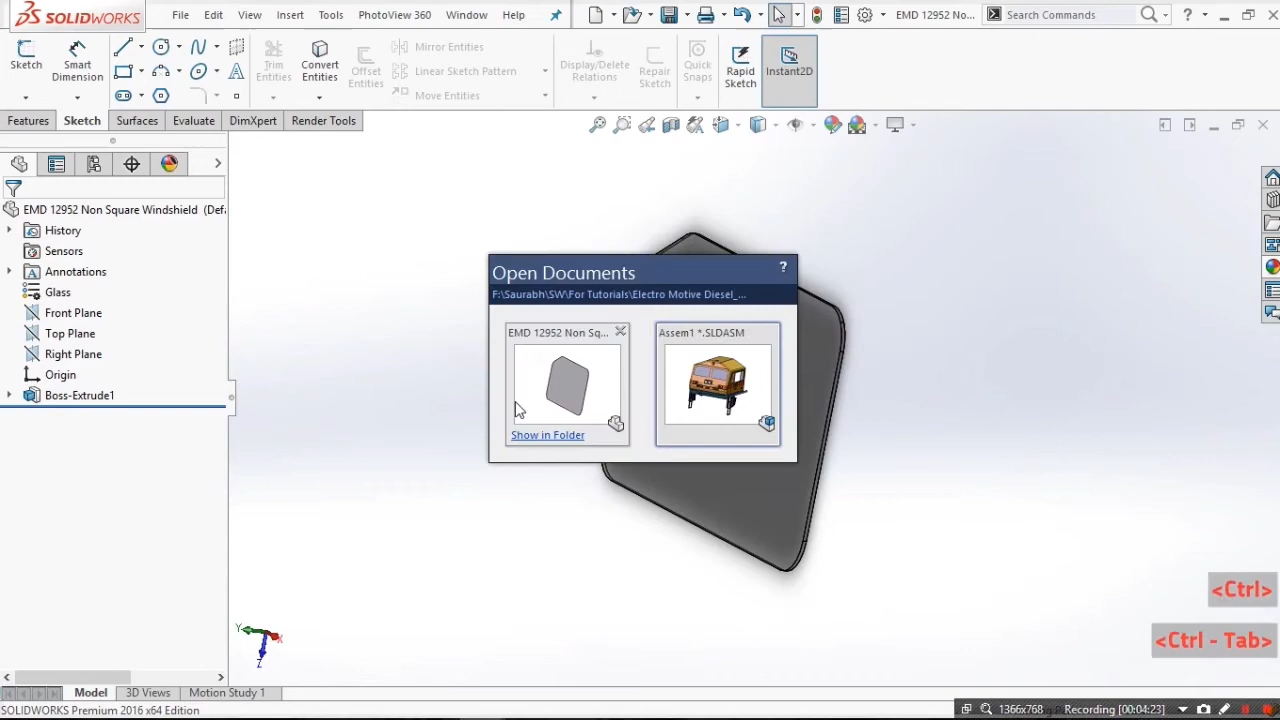 SOLIDWORKS File Edit View Insert Tools PhotoView 360 Window Help EMD 12952 No... Search Commands ?
Sketch Smart Dimension Trim Entities Convert Entities Offset Entities Mirror Entities Linear Sketch Pattern Move Entities Display/Delete Relations Repair Sketch Quick Snaps Rapid Sketch Instant2D
Features Sketch Surfaces Evaluate DimXpert Render Tools
EMD 12952 Non Square Windshield (Defa
History
Sensors
Annotations
Glass
Front Plane
Top Plane
Right Plane
Origin
Boss-Extrude1
Open Documents ?
F:\Saurabh\SW\For Tutorials\Electro Motive Diesel_...
EMD 12952 Non Sq... Assem1 *.SLDASM
Show in Folder
<Ctrl>
<Ctrl - Tab>
Y X
Z
Model 3D Views Motion Study 1
SOLIDWORKS Premium 2016 x64 Edition 1366x768 Recording [00:04:23]